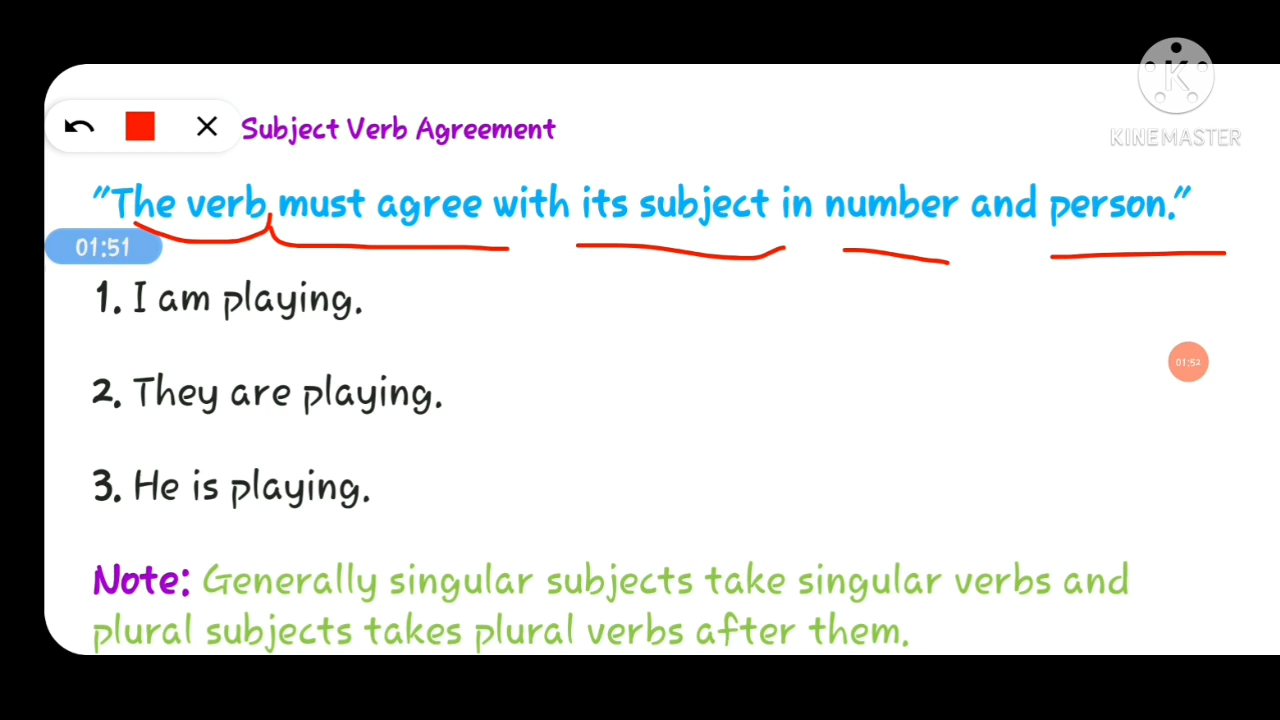 KINEMASTER
Subject Verb Agreement
"The verb must agree with its subject in number and person."
01:51
1. I am playing.
01:52
2. They are playing.
3. He is playing.
Note: Generally singular subjects take singular verbs and
plural subjects takes plural verbs after them.